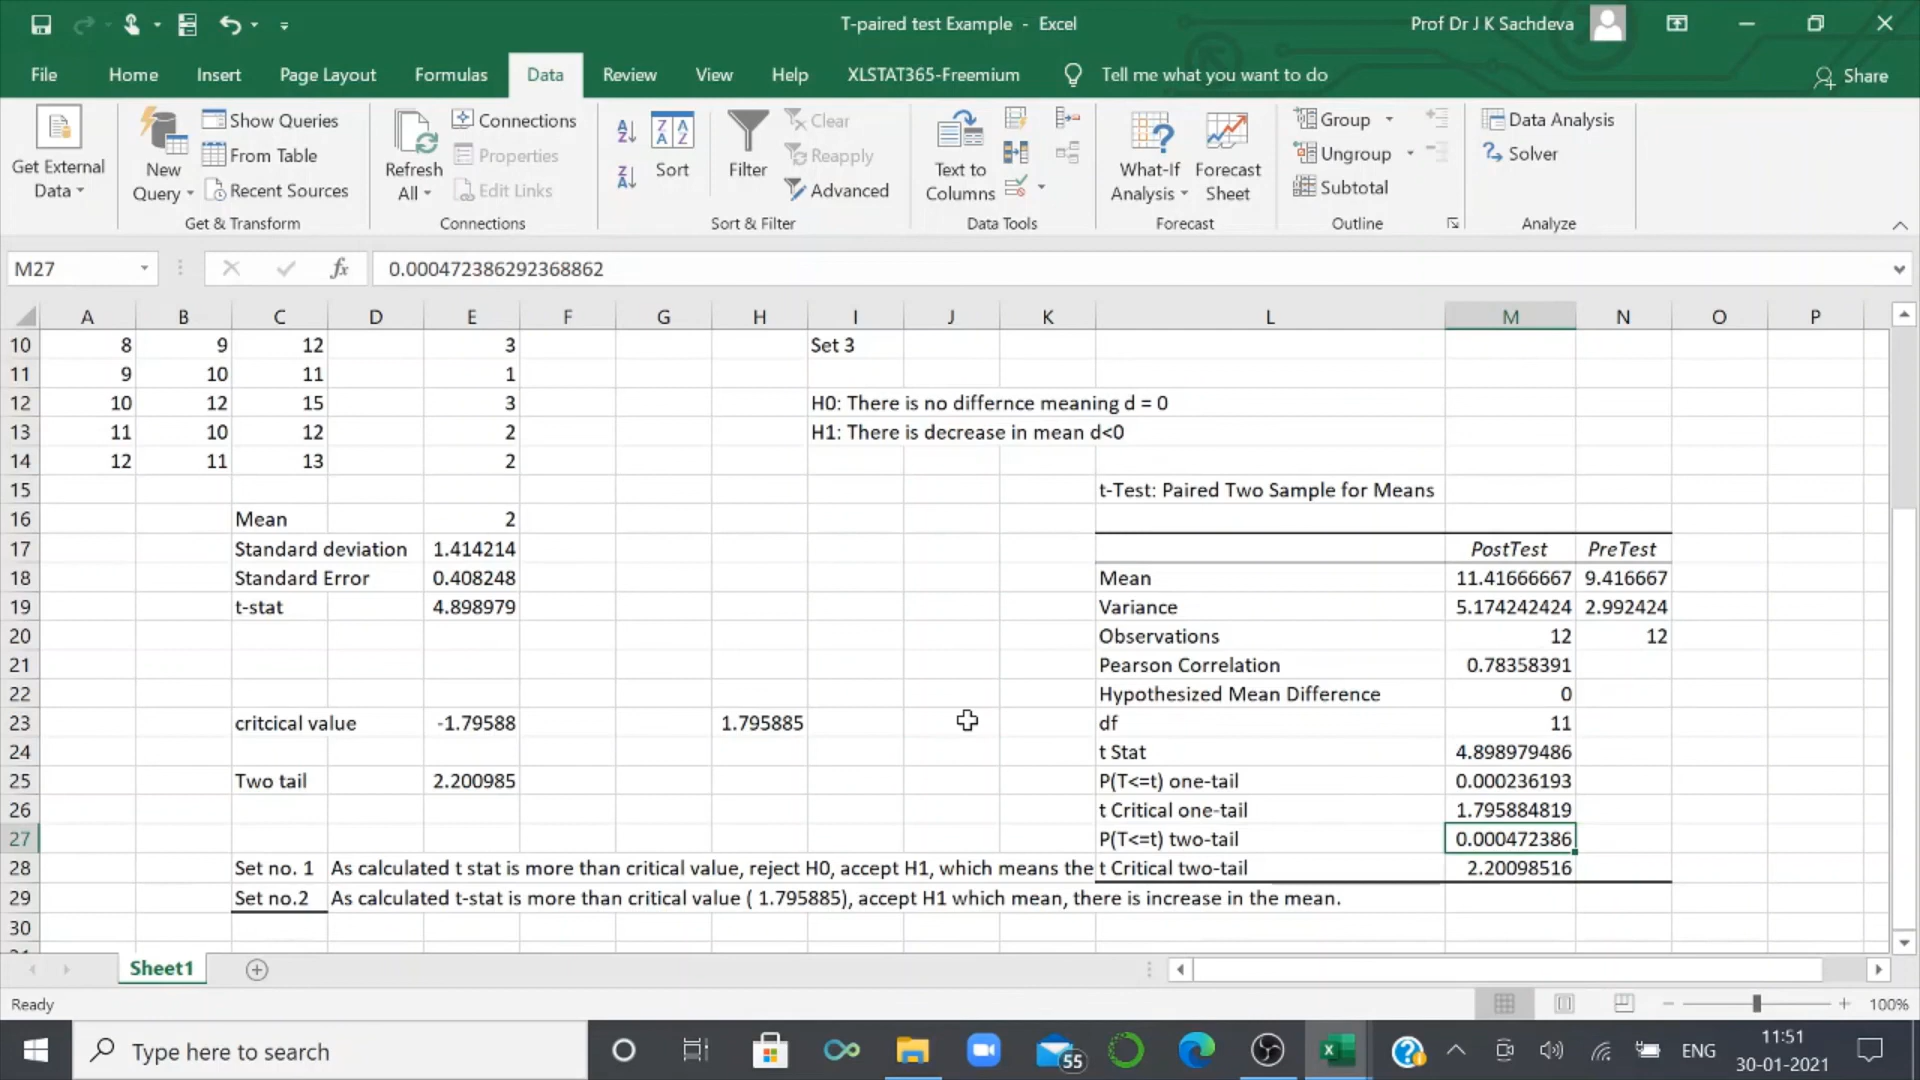 T-paired test Example - Excel
Prof Dr J K Sachdeva
File Home Insert Page Layout Formulas Data Review View Help XLSTAT365-Freemium Tell me what you want to do Share
Get External Data
New Query
Show Queries
From Table
Recent Sources
Get & Transform
Refresh All
Connections
Properties
Edit Links
Connections
Sort
Filter
Clear
Reapply
Advanced
Sort & Filter
Text to Columns
Data Tools
What-If Analysis
Forecast Sheet
Forecast
Group
Ungroup
Subtotal
Outline
Data Analysis
Solver
Analyze
M27 fx 0.000472386292368862
A B C D E F G H I J K L M N O P
10 8 9 12 3 Set 3
11 9 10 11 1
12 10 12 15 3 H0: There is no differnce meaning d = 0
13 11 10 12 2 H1: There is decrease in mean d<0
14 12 11 13 2
15 t-Test: Paired Two Sample for Means
16 Mean 2
17 Standard deviation 1.414214 PostTest PreTest
18 Standard Error 0.408248 Mean 11.41666667 9.416667
19 t-stat 4.898979 Variance 5.174242424 2.992424
20 Observations 12 12
21 Pearson Correlation 0.78358391
22 Hypothesized Mean Difference 0
23 critcical value -1.79588 1.795885 df 11
24 t Stat 4.898979486
25 Two tail 2.200985 P(T<=t) one-tail 0.000236193
26 t Critical one-tail 1.795884819
27 P(T<=t) two-tail 0.000472386
28 Set no. 1 As calculated t stat is more than critical value, reject H0, accept H1, which means the t Critical two-tail 2.20098516
29 Set no.2 As calculated t-stat is more than critical value ( 1.795885), accept H1 which mean, there is increase in the mean.
30
Sheet1
Ready 100%
Type here to search 55 ENG 11:51
30-01-2021